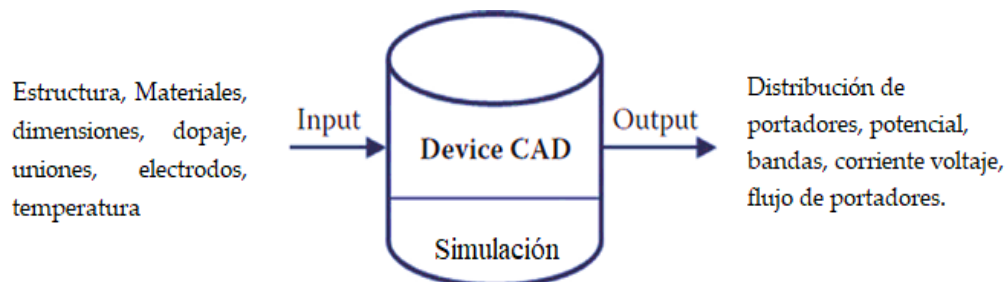 Estructura, Materiales,
dimensiones, dopaje,
uniones, electrodos,
temperatura
Input
Device CAD
Simulación
Output
Distribución de
portadores, potencial,
bandas, corriente voltaje,
flujo de portadores.